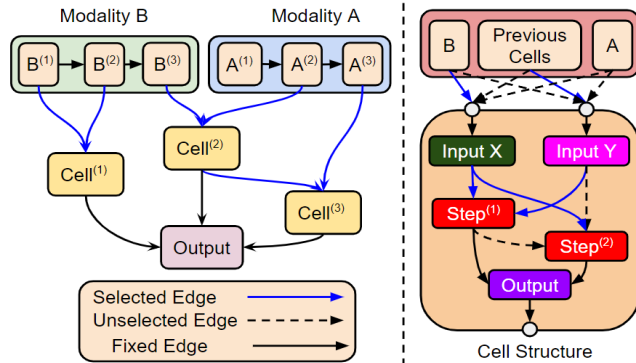 Modality B
Modality A
B⁽¹⁾
B⁽²⁾
B⁽³⁾
A⁽¹⁾
A⁽²⁾
A⁽³⁾
Cell⁽¹⁾
Cell⁽²⁾
Cell⁽³⁾
Output
Selected Edge
Unselected Edge
Fixed Edge
B
Previous
Cells
A
Input X
Input Y
Step⁽¹⁾
Step⁽²⁾
Output
Cell Structure